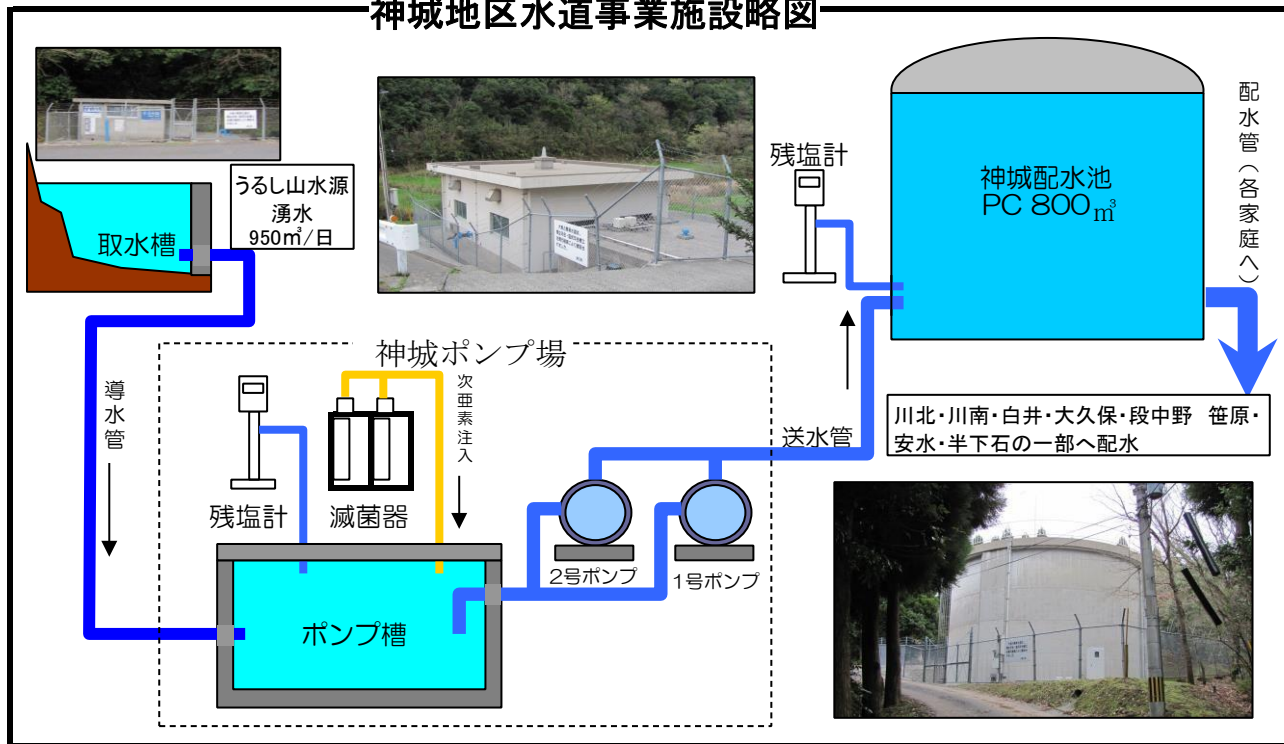 神城地区水道事業施設略図
うるし山水源
湧水
950㎥/日
取水槽
導水管
神城ポンプ場
残塩計
滅菌器
次亜素注入
ポンプ槽
2号ポンプ
1号ポンプ
送水管
残塩計
神城配水池
PC 800㎥
配水管(各家庭へ)
川北・川南・白井・大久保・段中野 笹原・
安水・半下石の一部へ配水